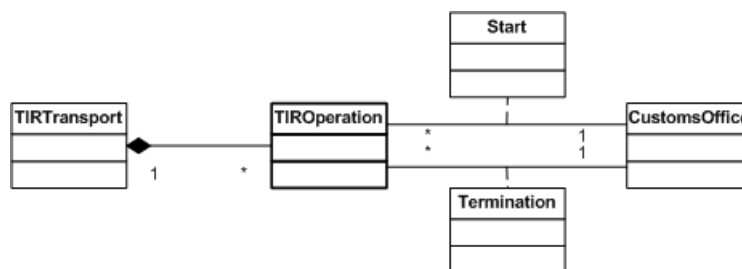 Start
TIRTransport
TIROperation
CustomsOffice
* 1
* 1
1 *
Termination